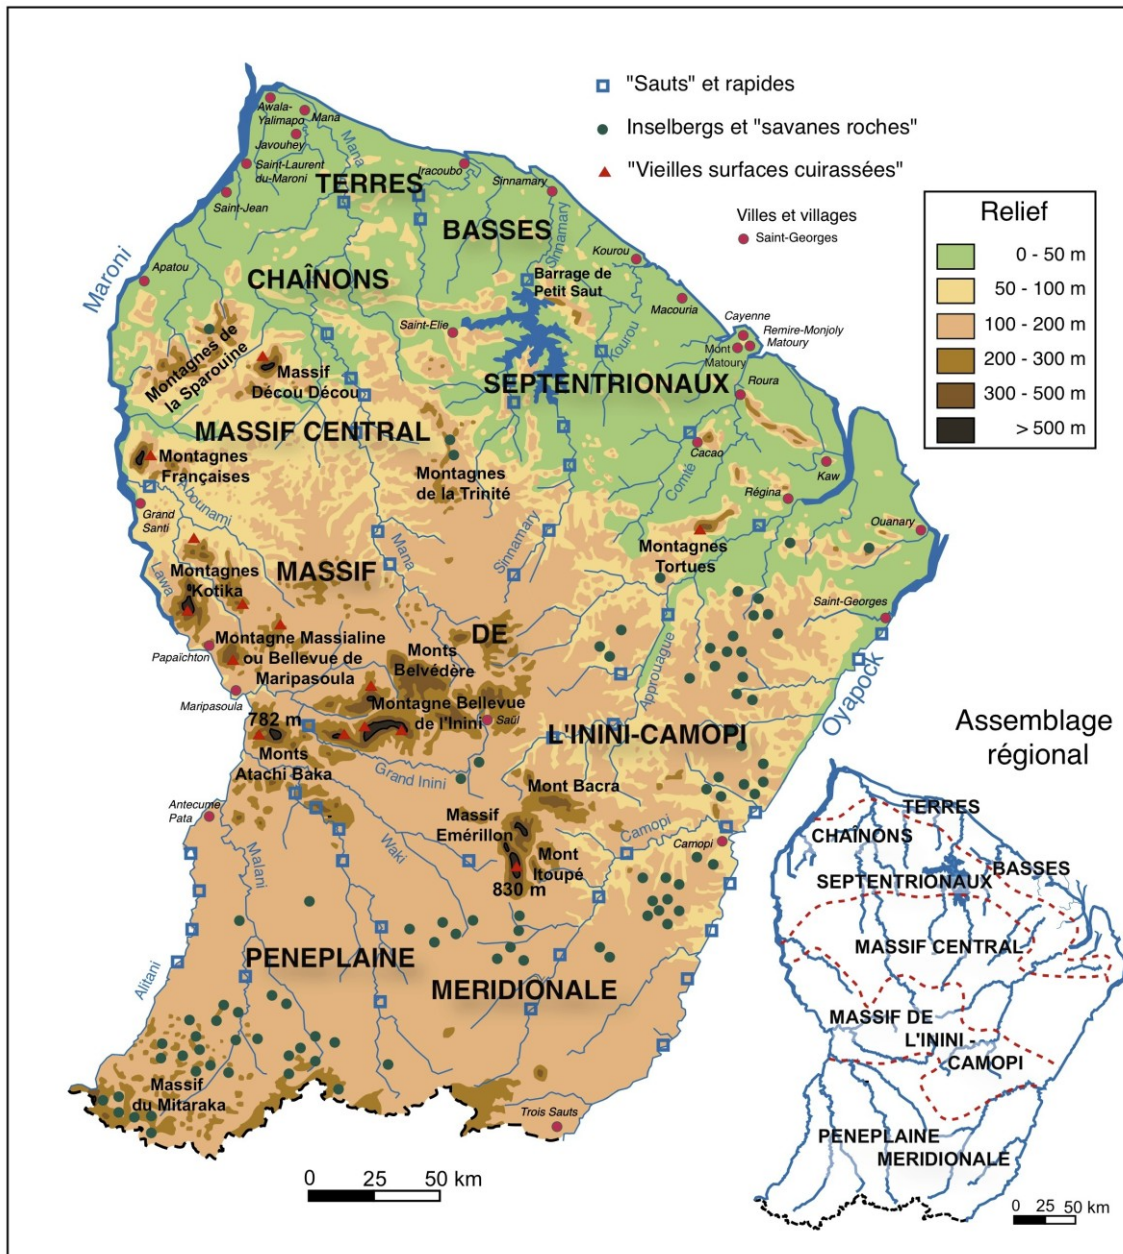 "Sauts" et rapides
Inselbergs et "savanes roches"
"Vieilles surfaces cuirassées"
Villes et villages
Saint-Georges
Relief
0 - 50 m
50 - 100 m
100 - 200 m
200 - 300 m
300 - 500 m
> 500 m
Awala-
Yalimapo
Mana
Javouhey
Mana
Saint-Laurent
du-Maroni
Saint-Jean
Iracoubo
Sinnamary
TERRES
BASSES
Sinnamary
Kourou
Maroni
Apatou
CHAÎNONS
Barrage de
Petit Saut
Macouria
Saint-Elie
Kourou
Cayenne
Remire-Monjoly
Matoury
Mont
Matoury
Montagnes de
la Sparouine
Massif
Décou Décou
SEPTENTRIONAUX
Roura
MASSIF CENTRAL
Montagnes
Françaises
Montagnes
de la Trinité
Cacao
Kaw
Comté
Régina
Abounami
Grand
Santi
Ouanary
Mana
Sinnamary
Montagnes
Tortues
Lawa
Montagnes
Kotika
MASSIF
Saint-Georges
DE
Papaïchton
Montagne Massialine
ou Bellevue de
Maripasoula
Monts
Belvédère
Approuague
Oyapock
Maripasoula
Montagne Bellevue
de l'Inini
Saül
782 m
L'ININI-CAMOPI
Monts
Atachi Baka
Grand Inini
Mont Bacra
Antecume
Pata
Massif
Emérillon
Camopi
Camopi
Waki
Malani
Mont
Itoupé
830 m
PENEPLAINE
MERIDIONALE
Alitani
Massif
du Mitaraka
Trois Sauts
0 25 50 km
Assemblage
régional
TERRES
CHAÎNONS
BASSES
SEPTENTRIONAUX
MASSIF CENTRAL
MASSIF DE
L'ININI -
CAMOPI
PENEPLAINE
MERIDIONALE
0 25 50 km